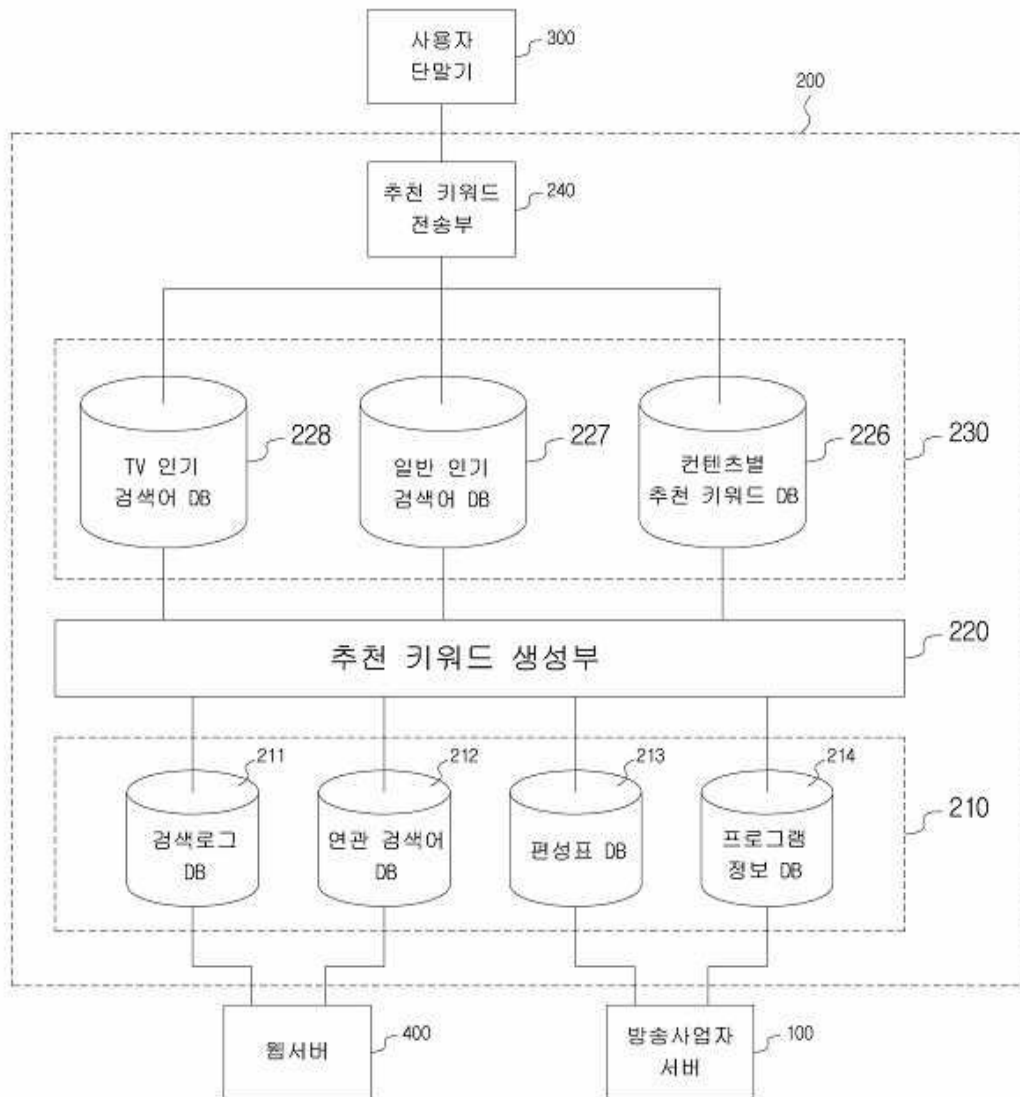 사용자
단말기
300
200
추천 키워드
전송부
240
TV 인기
검색어 DB
228
일반 인기
검색어 DB
227
컨텐츠별
추천 키워드 DB
226
230
추천 키워드 생성부
220
211
검색로그
DB
212
연관 검색어
DB
213
편성표 DB
214
프로그램
정보 DB
210
웹서버
400
방송사업자
서버
100